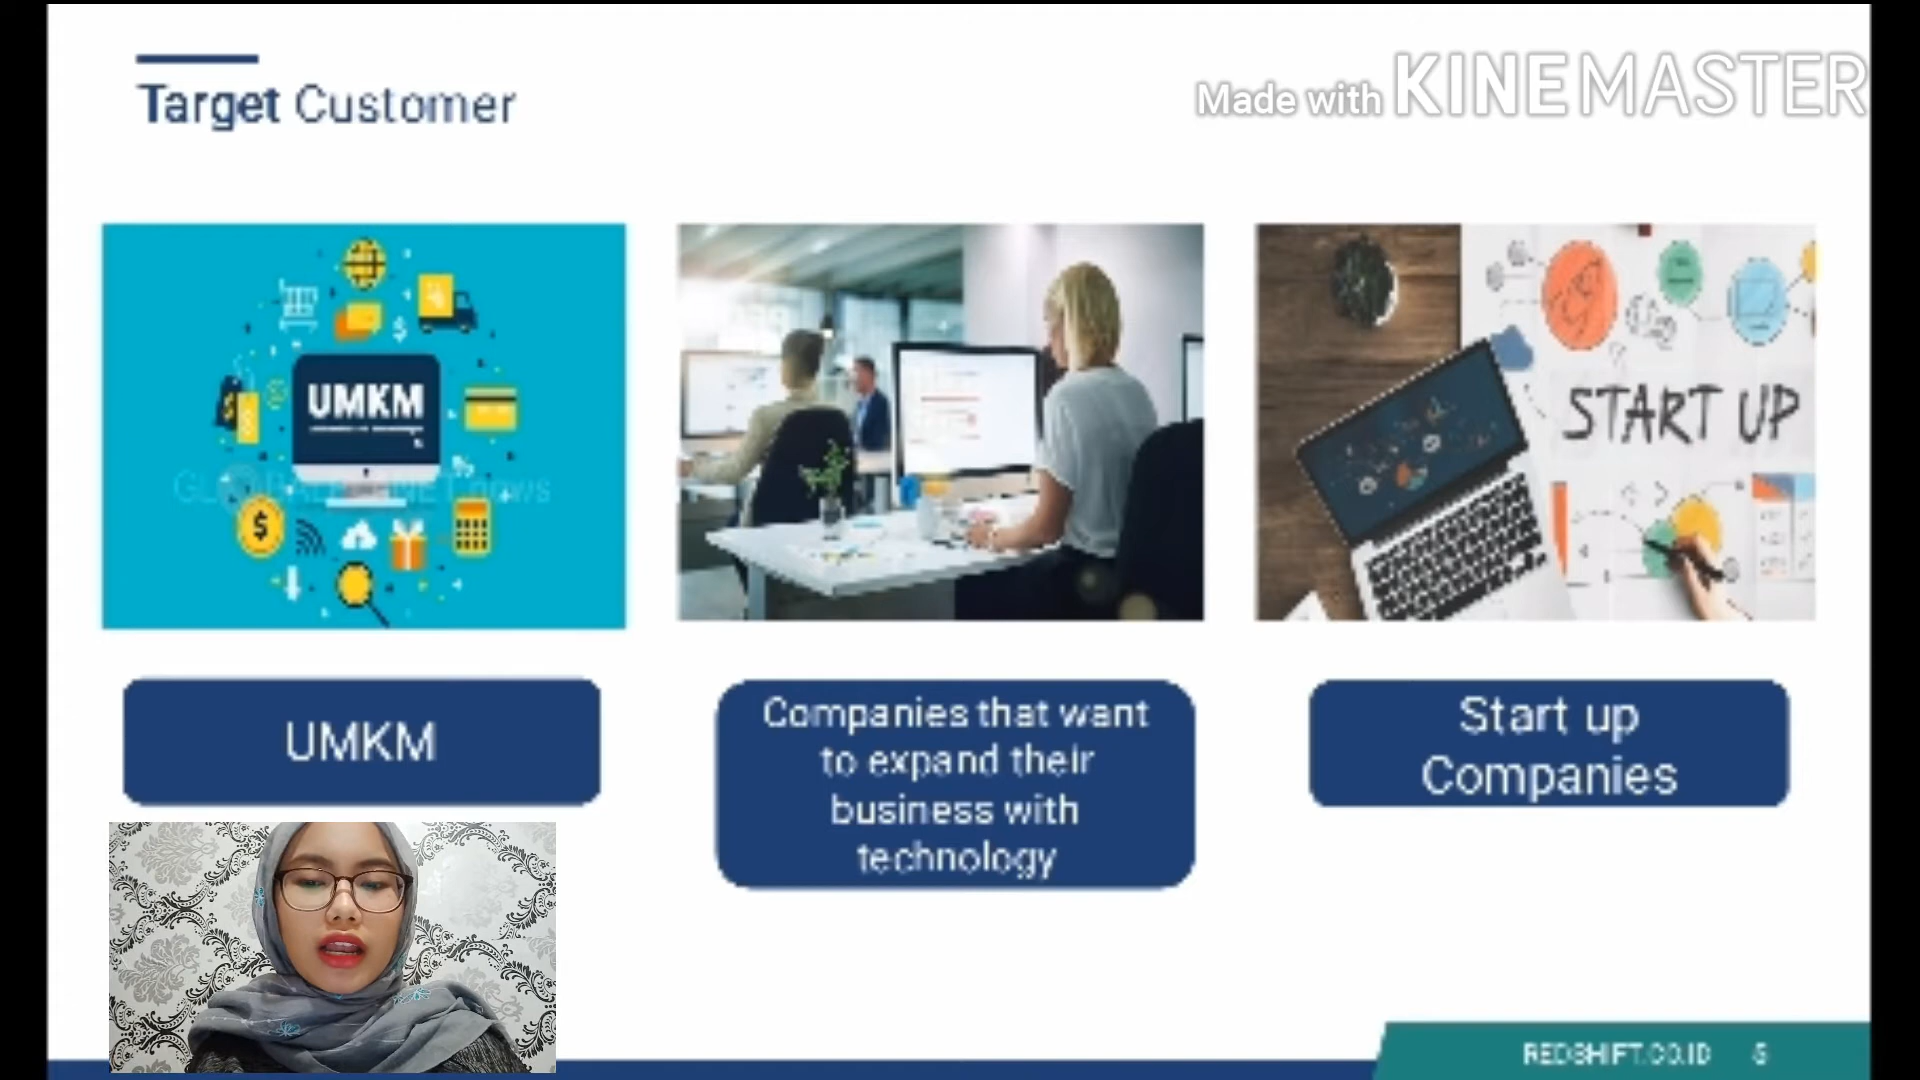 Target Customer
Made with KINEMASTER
UMKM
START UP
UMKM
Companies that want
to expand their
business with
technology
Start up
Companies
REDSHIFT.CO.ID 5